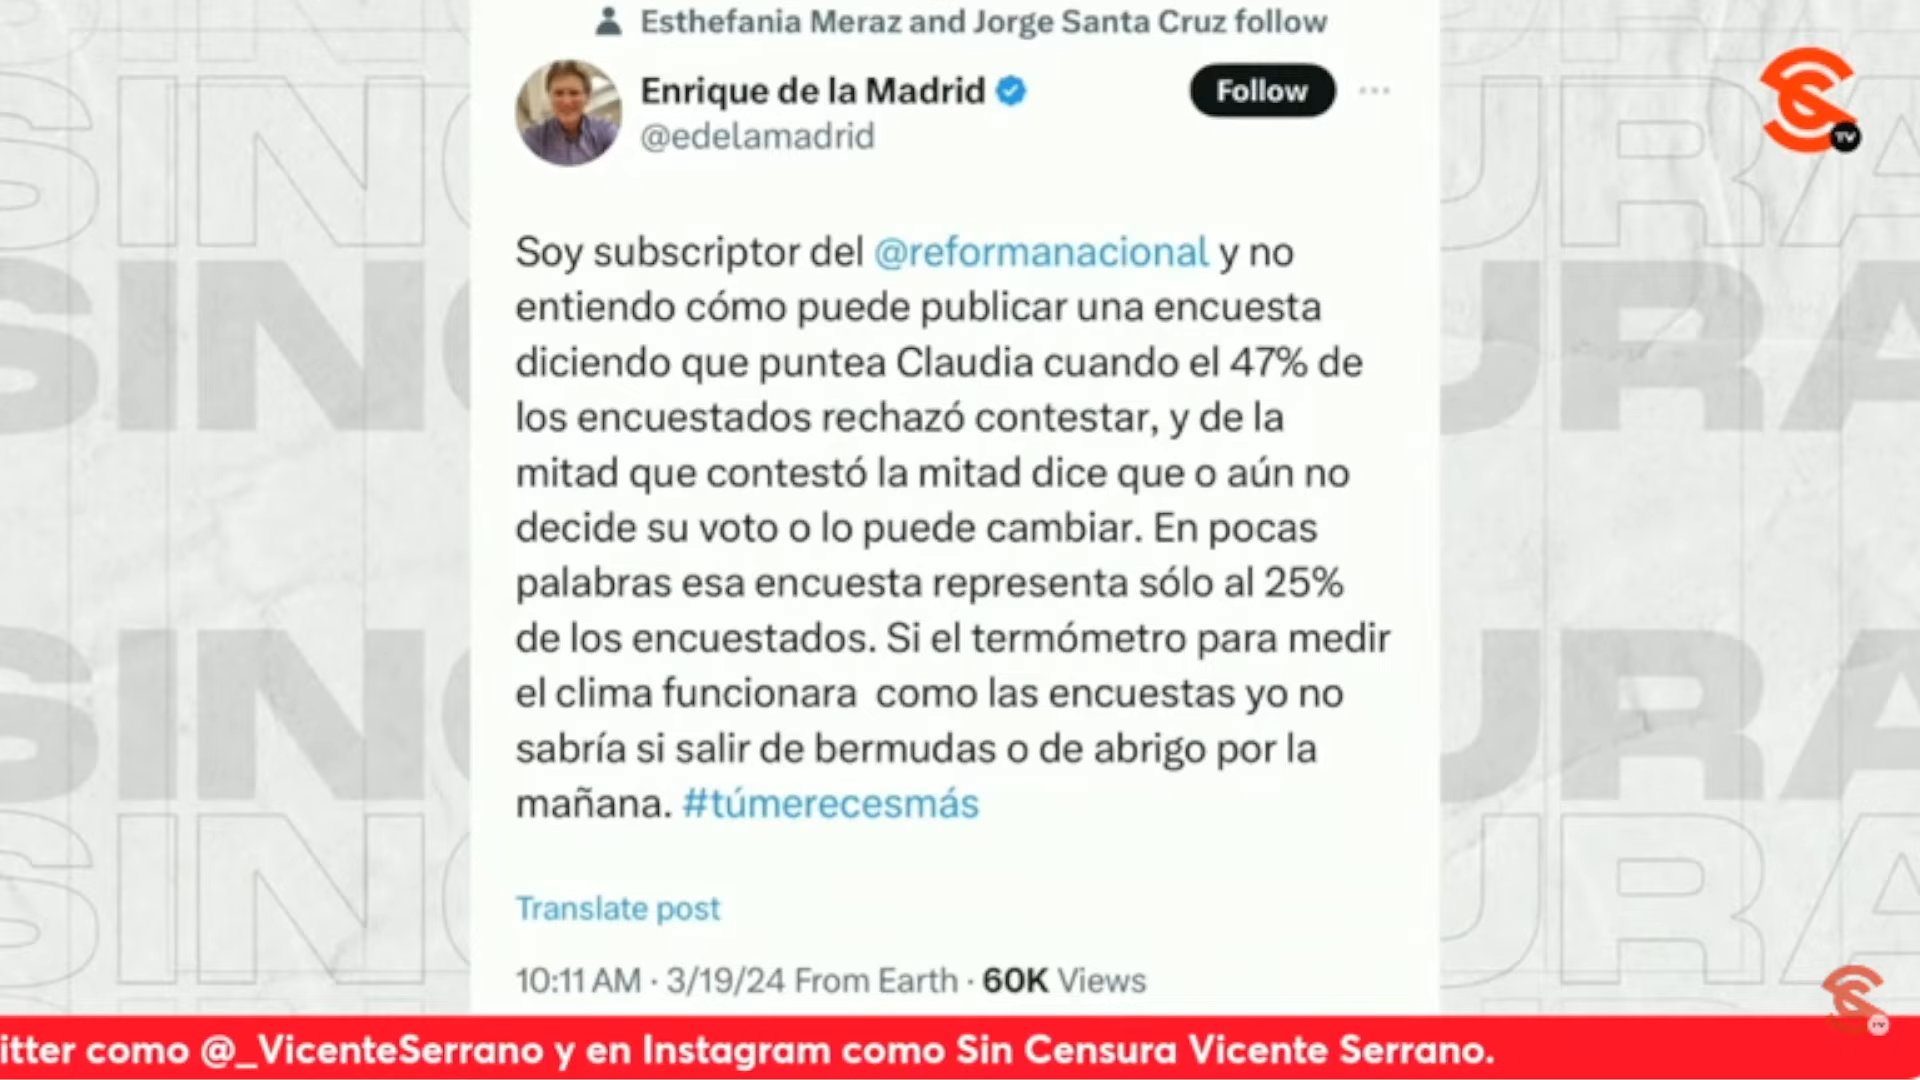 Esthefania Meraz and Jorge Santa Cruz follow
Enrique de la Madrid
@edelamadrid
Follow
TV
Soy subscriptor del @reformanacional y no
entiendo cómo puede publicar una encuesta
diciendo que puntea Claudia cuando el 47% de
los encuestados rechazó contestar, y de la
mitad que contestó la mitad dice que o aún no
decide su voto o lo puede cambiar. En pocas
palabras esa encuesta representa sólo al 25%
de los encuestados. Si el termómetro para medir
el clima funcionara  como las encuestas yo no
sabría si salir de bermudas o de abrigo por la
mañana. #túmerecesmás
Translate post
10:11 AM · 3/19/24 From Earth · 60K Views
itter como @_VicenteSerrano y en Instagram como Sin Censura Vicente Serrano.